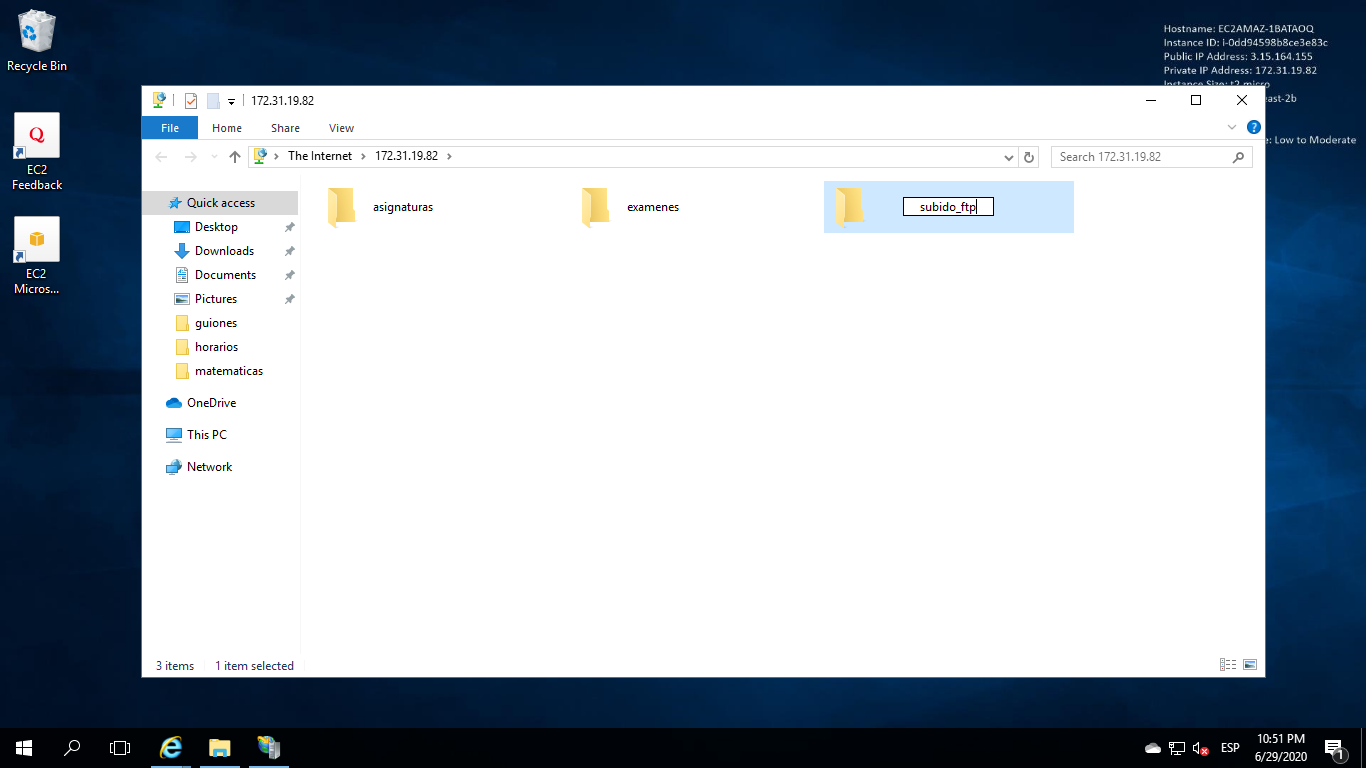 Recycle Bin
EC2
Feedback
EC2
Micros...
Hostname: EC2AMAZ-1BATAOQ
Instance ID: i-0dd94598b8ce3e83c
Public IP Address: 3.15.164.155
Private IP Address: 172.31.19.82
Instance Size: t2.micro
east-2b
e: Low to Moderate
172.31.19.82
File
Home
Share
View
The Internet
172.31.19.82
Search 172.31.19.82
Quick access
Desktop
Downloads
Documents
Pictures
guiones
horarios
matematicas
OneDrive
This PC
Network
asignaturas
examenes
subido_ftp
3 items
1 item selected
ESP
10:51 PM
6/29/2020
1